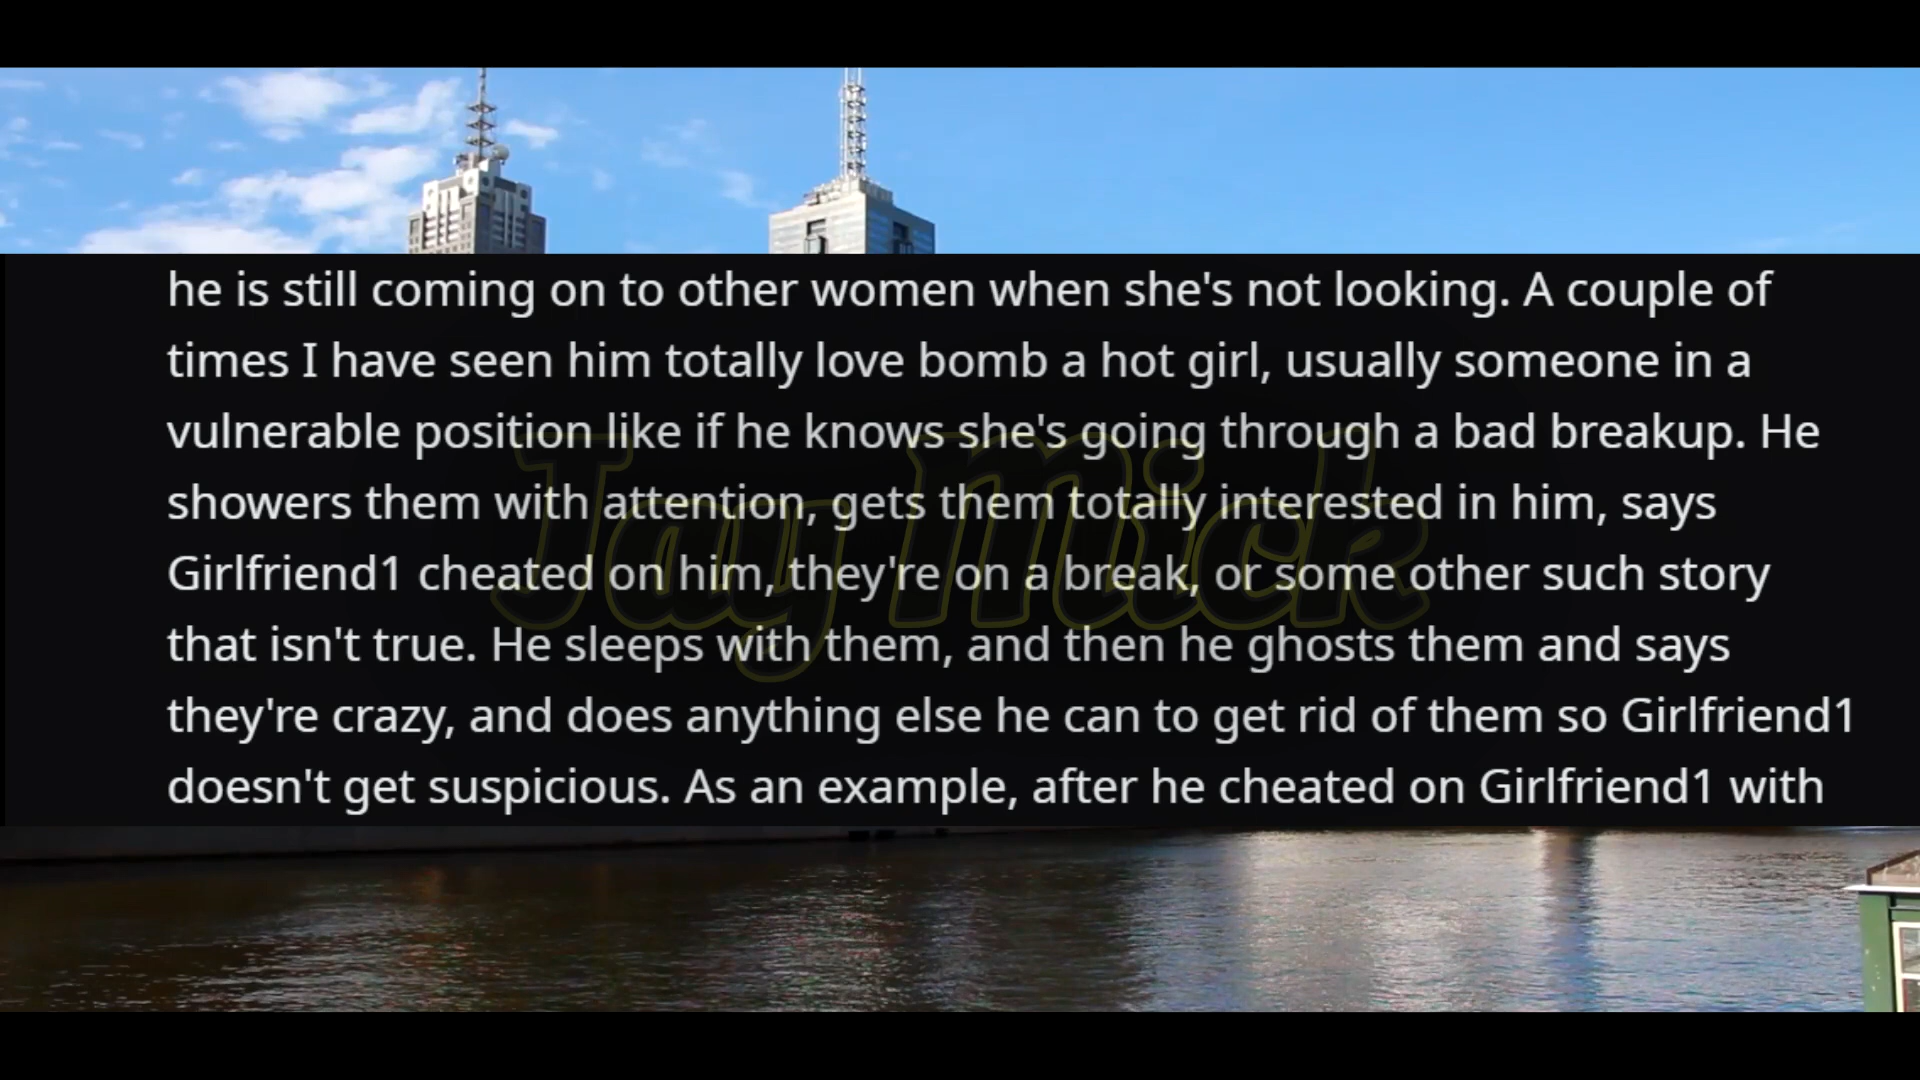 he is still coming on to other women when she's not looking. A couple of
times I have seen him totally love bomb a hot girl, usually someone in a
vulnerable position like if he knows she's going through a bad breakup. He
showers them with attention, gets them totally interested in him, says
Girlfriend1 cheated on him, they're on a break, or some other such story
that isn't true. He sleeps with them, and then he ghosts them and says
they're crazy, and does anything else he can to get rid of them so Girlfriend1
doesn't get suspicious. As an example, after he cheated on Girlfriend1 with
Jay Mick